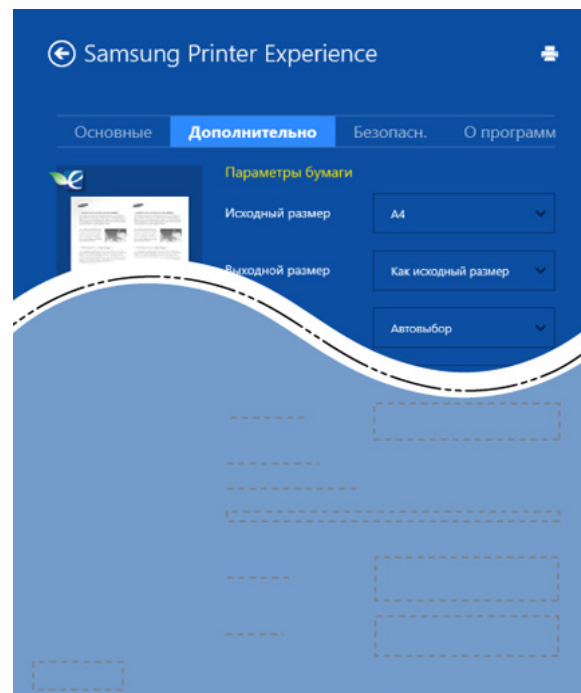 Samsung Printer Experience
Основные Дополнительно Безопасн. О программ
Параметры бумаги
Исходный размер A4
Выходной размер Как исходный размер
Автовыбор